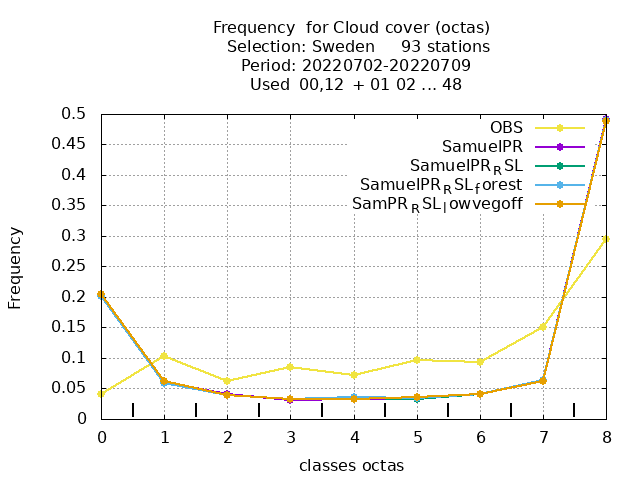 Frequency for Cloud cover (octas)
Selection: Sweden 93 stations
Period: 20220702-20220709
Used 00,12 + 01 02 ... 48
OBS
SamuelPR
SamuelPR_RSL
SamuelPR_RSL_forest
SamPR_RSL_lowvegoff
0.5
0.45
0.4
0.35
0.3
0.25
0.2
0.15
0.1
0.05
0
Frequency
0 1 2 3 4 5 6 7 8
classes octas